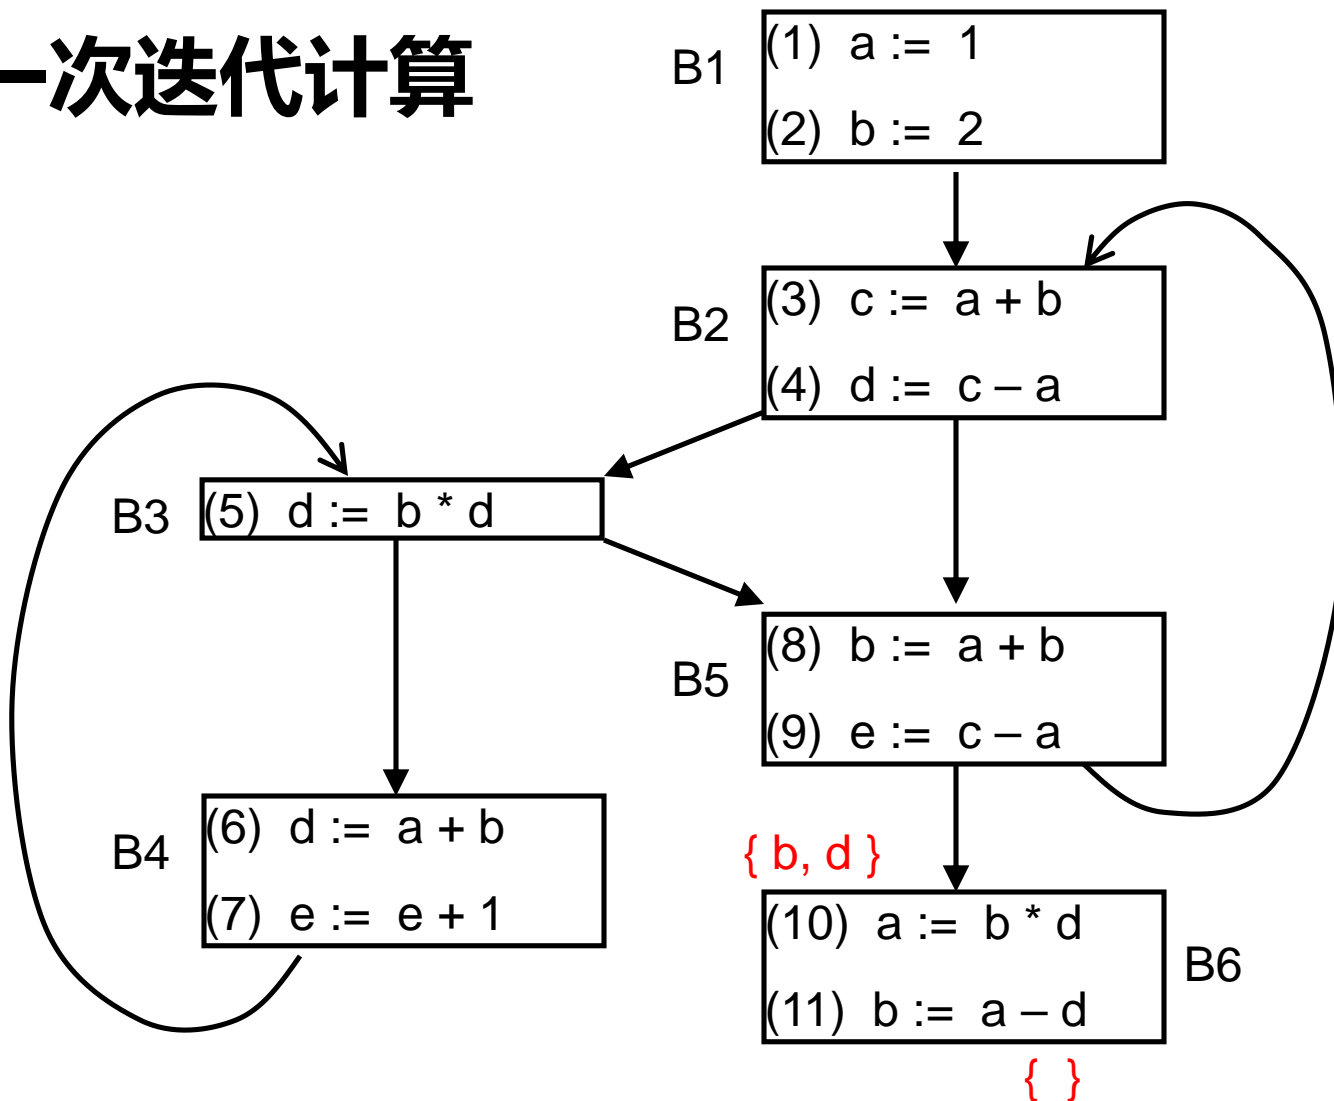 一次迭代计算
B1
(1) a := 1
(2) b := 2
B2
(3) c := a + b
(4) d := c – a
B3
(5) d := b * d
B5
(8) b := a + b
(9) e := c – a
B4
(6) d := a + b
(7) e := e + 1
{ b, d }
(10) a := b * d
(11) b := a – d
B6
{ }